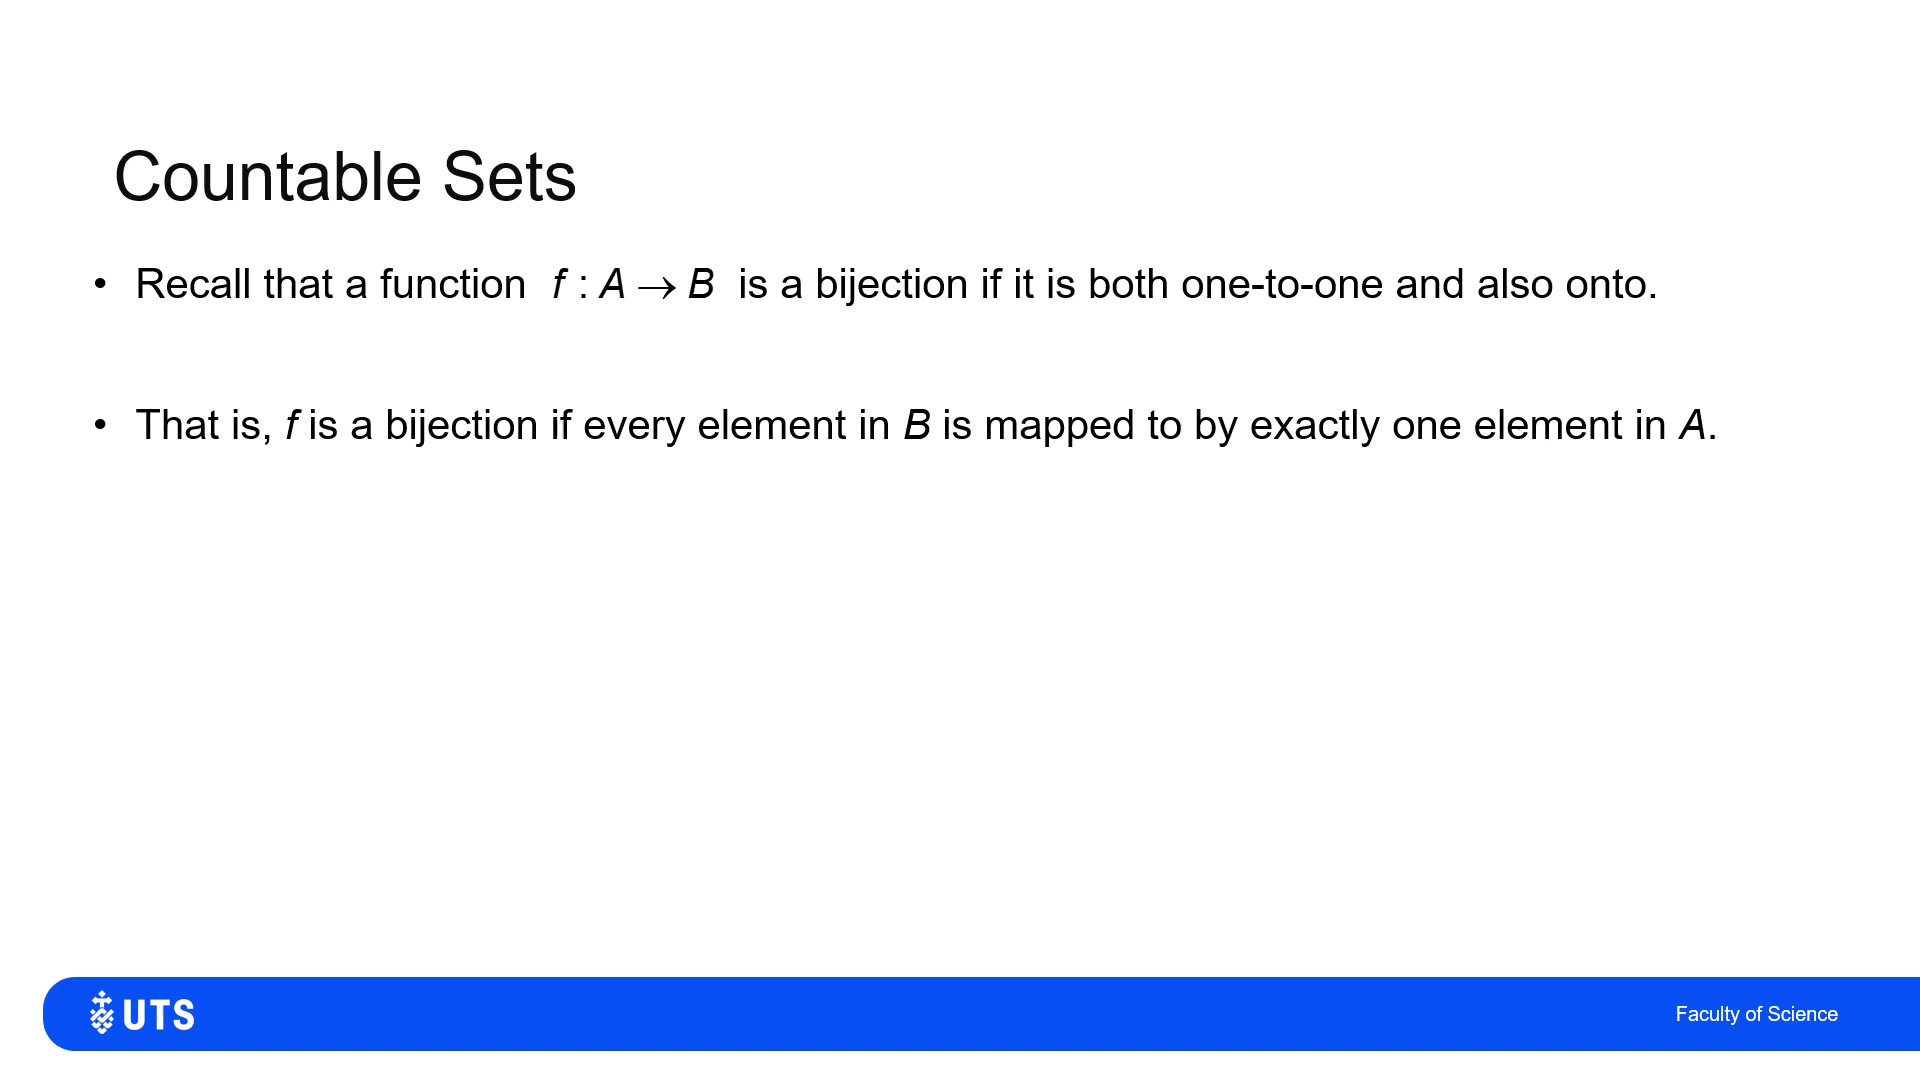 Countable Sets
• Recall that a function f : A → B is a bijection if it is both one-to-one and also onto.
• That is, f is a bijection if every element in B is mapped to by exactly one element in A.
UTS
Faculty of Science